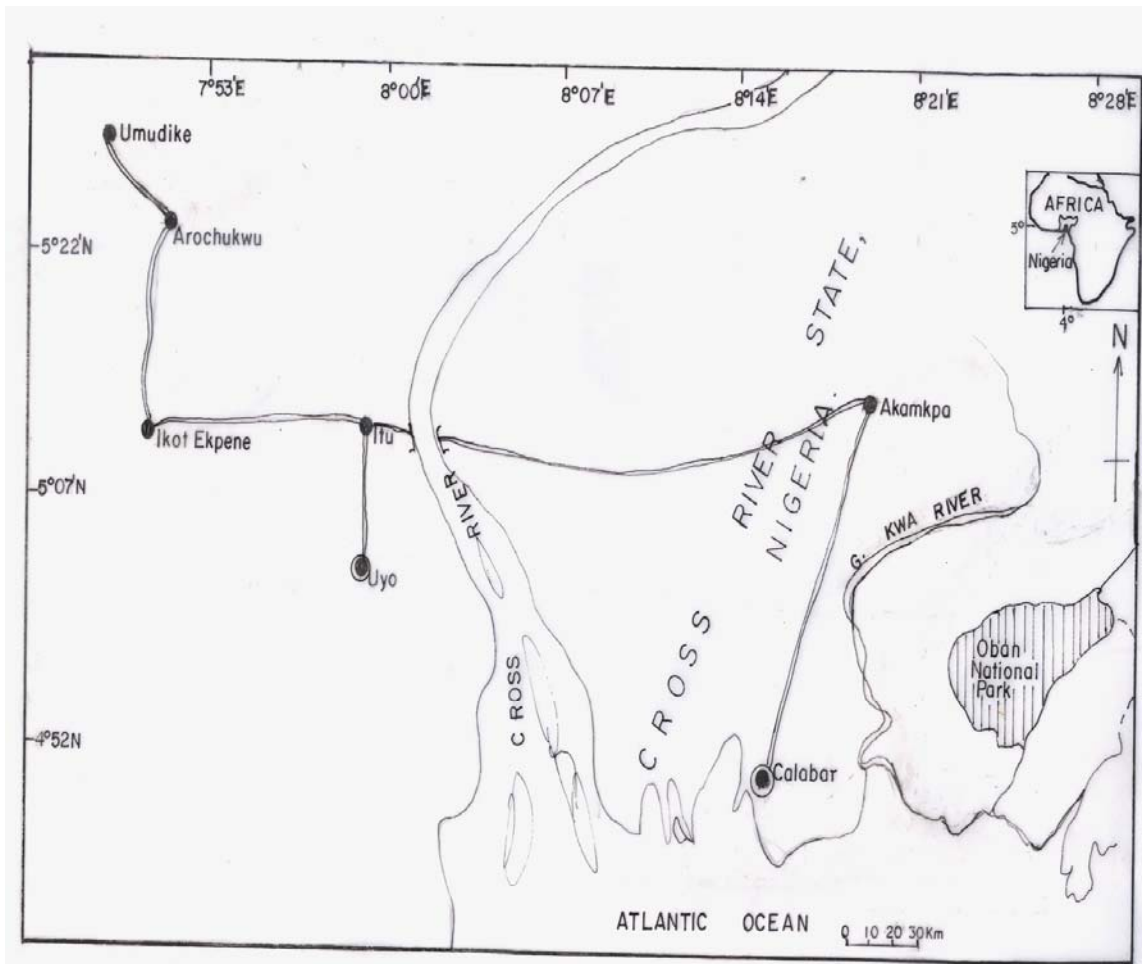 7°53'E
8°00'E
8°07'E
8°14'E
8°21'E
8°28'E
Umudike
Arochukwu
5°22'N
AFRICA
5°
Nigeria
4°
N
STATE,
RIVER
NIGERIA.
CROSS
Akamkpa
Ikot Ekpene
Itu
5°07'N
RIVER
CROSS
G. KWA RIVER
Uyo
Oban
National
Park
4°52N
Calabar
ATLANTIC OCEAN
0 10 20 30Km